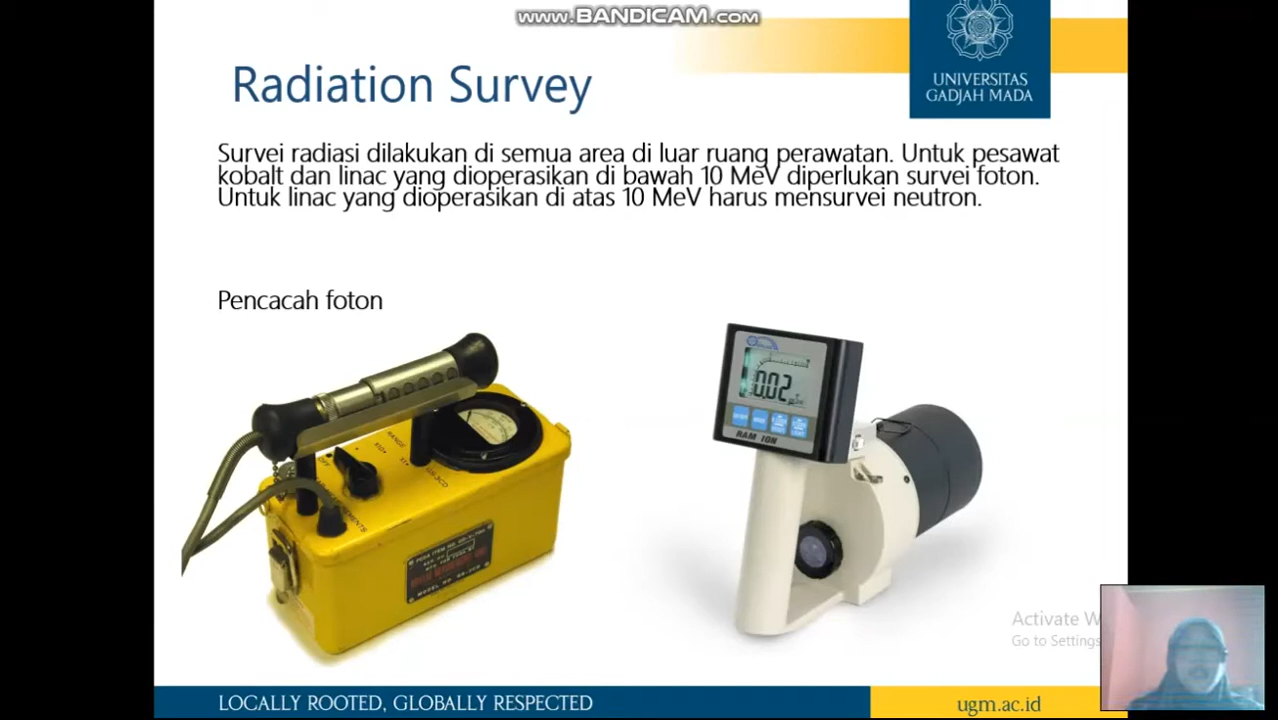 www.BANDICAM.com
UNIVERSITAS
GADJAH MADA
Radiation Survey
Survei radiasi dilakukan di semua area di luar ruang perawatan. Untuk pesawat
kobalt dan linac yang dioperasikan di bawah 10 MeV diperlukan survei foton.
Untuk linac yang dioperasikan di atas 10 MeV harus mensurvei neutron.
Pencacah foton
RANGE
0.02
RAM ION
Activate W
Go to Settings
LOCALLY ROOTED, GLOBALLY RESPECTED
ugm.ac.id